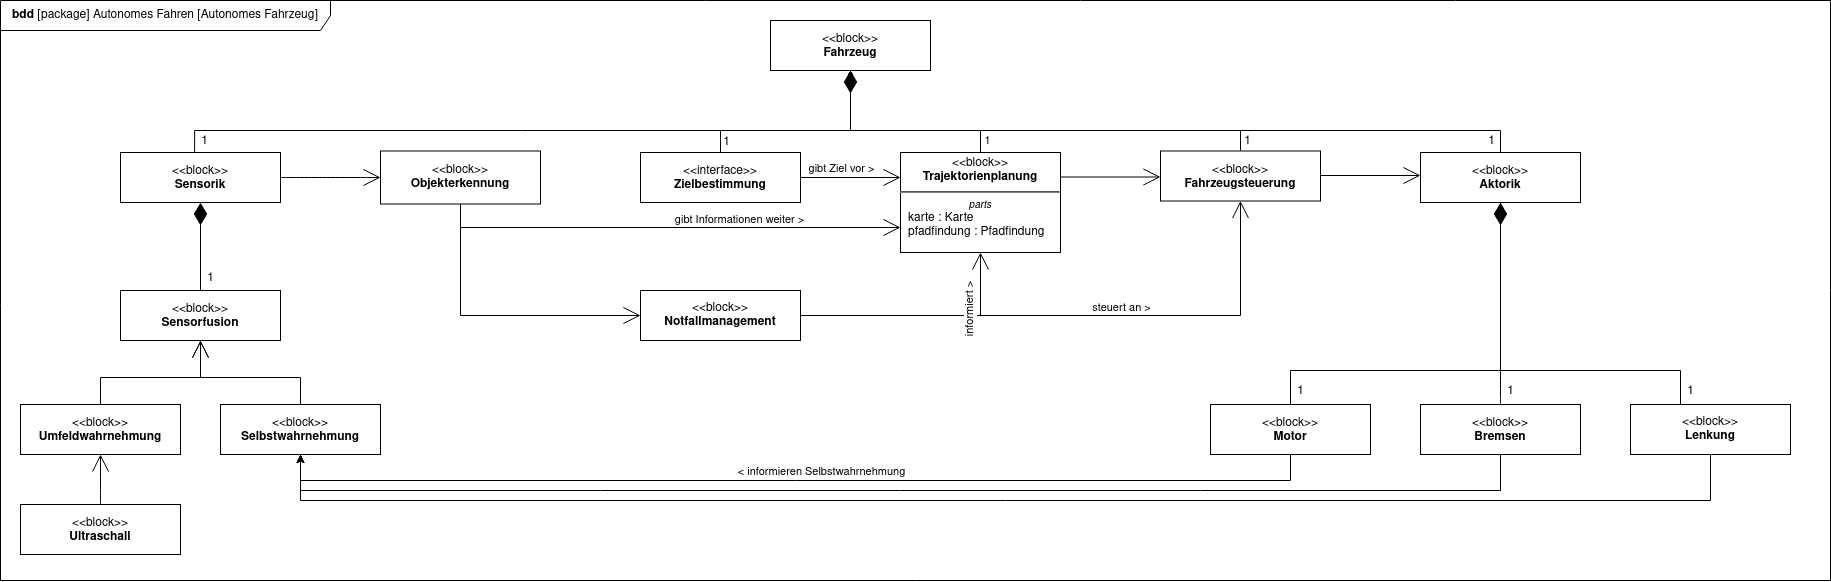 bdd [package] Autonomes Fahren [Autonomes Fahrzeug]
<<block>>
Fahrzeug
1
1
1
1
1
<<block>>
Sensorik
<<block>>
Objekterkennung
<<interface>>
Zielbestimmung
gibt Ziel vor >
<<block>>
Trajektorienplanung
parts
karte : Karte
pfadfindung : Pfadfindung
<<block>>
Fahrzeugsteuerung
<<block>>
Aktorik
gibt Informationen weiter >
1
<<block>>
Sensorfusion
<<block>>
Notfallmanagement
informiert >
steuert an >
1
1
1
<<block>>
Umfeldwahrnehmung
<<block>>
Selbstwahrnehmung
<<block>>
Motor
<<block>>
Bremsen
<<block>>
Lenkung
< informieren Selbstwahrnehmung
<<block>>
Ultraschall